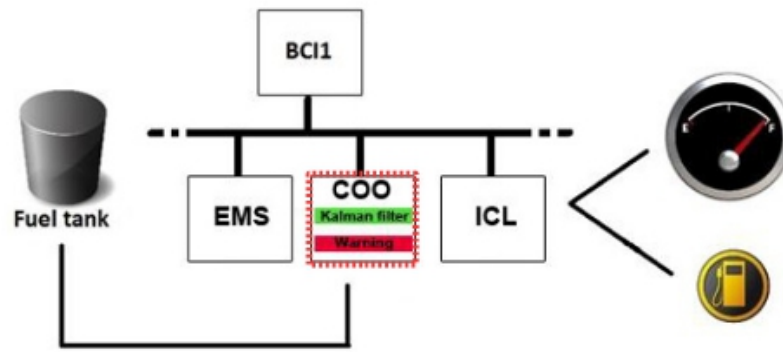 BCI1
Fuel tank
EMS
COO
Kalman filter
Warning
ICL
E
F